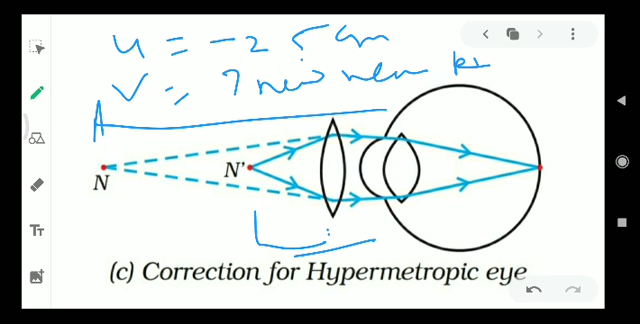 u = -25 cm
V =
N
N'
(c) Correction for Hypermetropic eye